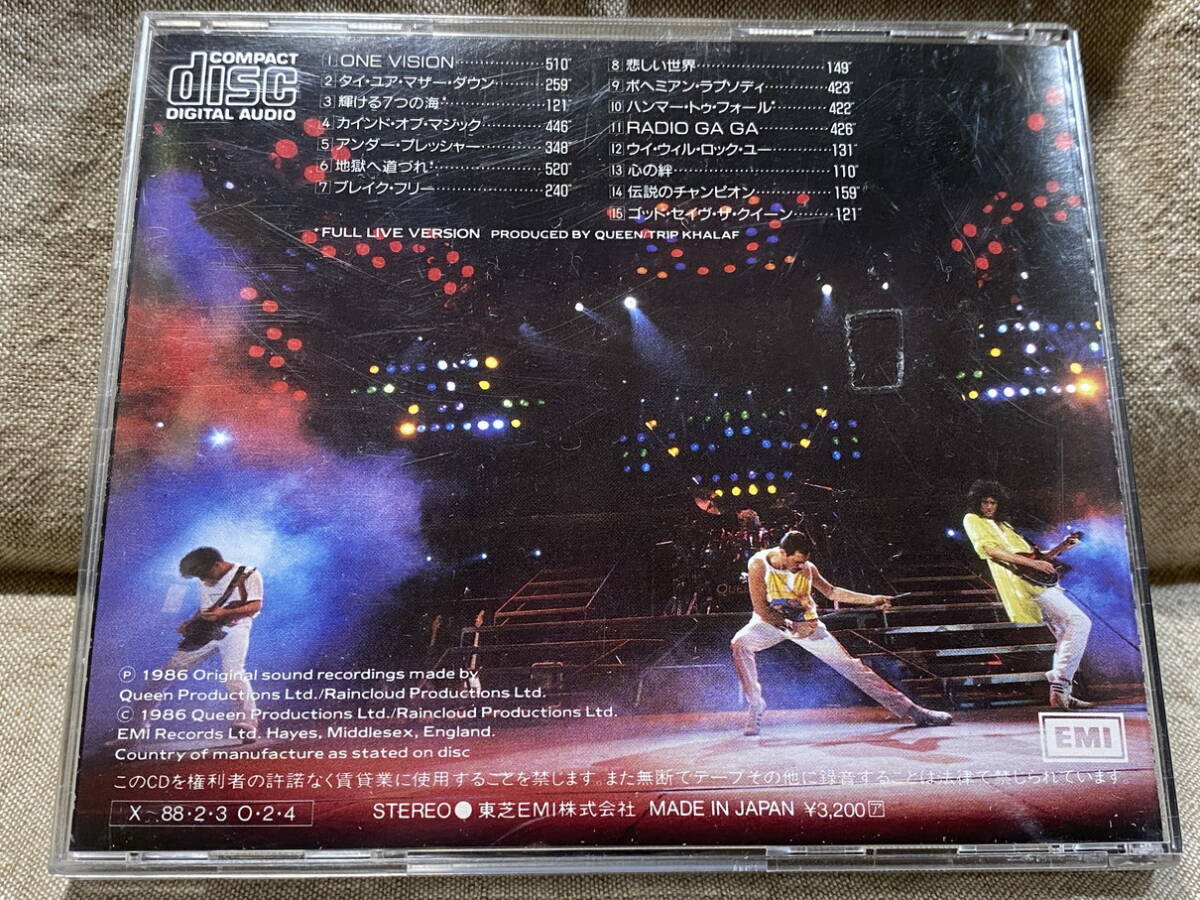 COMPACT
disc
DIGITAL AUDIO
1 ONE VISION 5'10"
2 タイ・ユア・マザー・ダウン 2'59"
3 輝ける7つの海* 1'21"
4 カインド・オブ・マジック 4'46"
5 アンダー・プレッシャー 3'48"
6 地獄へ道づれ* 5'20"
7 ブレイク・フリー 2'40"
8 悲しい世界 1'49"
9 ボヘミアン・ラプソディ 4'23"
10 ハンマー・トゥ・フォール* 4'22"
11 RADIO GA GA 4'26"
12 ウイ・ウィル・ロック・ユー 1'31"
13 心の絆 1'10"
14 伝説のチャンピオン 1'59"
15 ゴッド・セイヴ・ザ・クイーン 1'21"
*FULL LIVE VERSION PRODUCED BY QUEEN/TRIP KHALAF
Ⓟ 1986 Original sound recordings made by
Queen Productions Ltd./Raincloud Productions Ltd.
© 1986 Queen Productions Ltd./Raincloud Productions Ltd.
EMI Records Ltd. Hayes, Middlesex, England.
Country of manufacture as stated on disc
EMI
このCDを権利者の許諾なく賃貸業に使用することを禁じます。また無断でテープその他に録音することは法律で禁じられています。
X・88・2・3 O・2・4
STEREO ● 東芝EMI株式会社 MADE IN JAPAN ¥3,200 ア